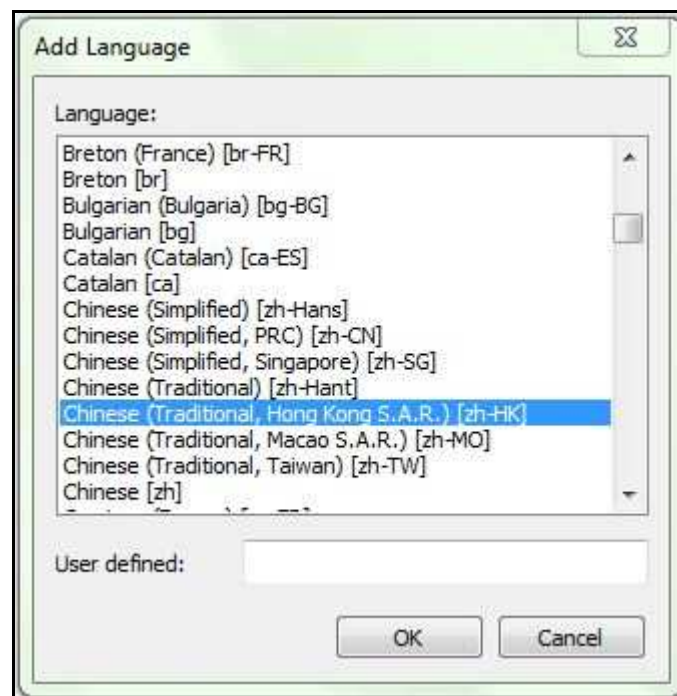 Add Language
Language:
Breton (France) [br-FR]
Breton [br]
Bulgarian (Bulgaria) [bg-BG]
Bulgarian [bg]
Catalan (Catalan) [ca-ES]
Catalan [ca]
Chinese (Simplified) [zh-Hans]
Chinese (Simplified, PRC) [zh-CN]
Chinese (Simplified, Singapore) [zh-SG]
Chinese (Traditional) [zh-Hant]
Chinese (Traditional, Hong Kong S.A.R.) [zh-HK]
Chinese (Traditional, Macao S.A.R.) [zh-MO]
Chinese (Traditional, Taiwan) [zh-TW]
Chinese [zh]
User defined:
OK Cancel